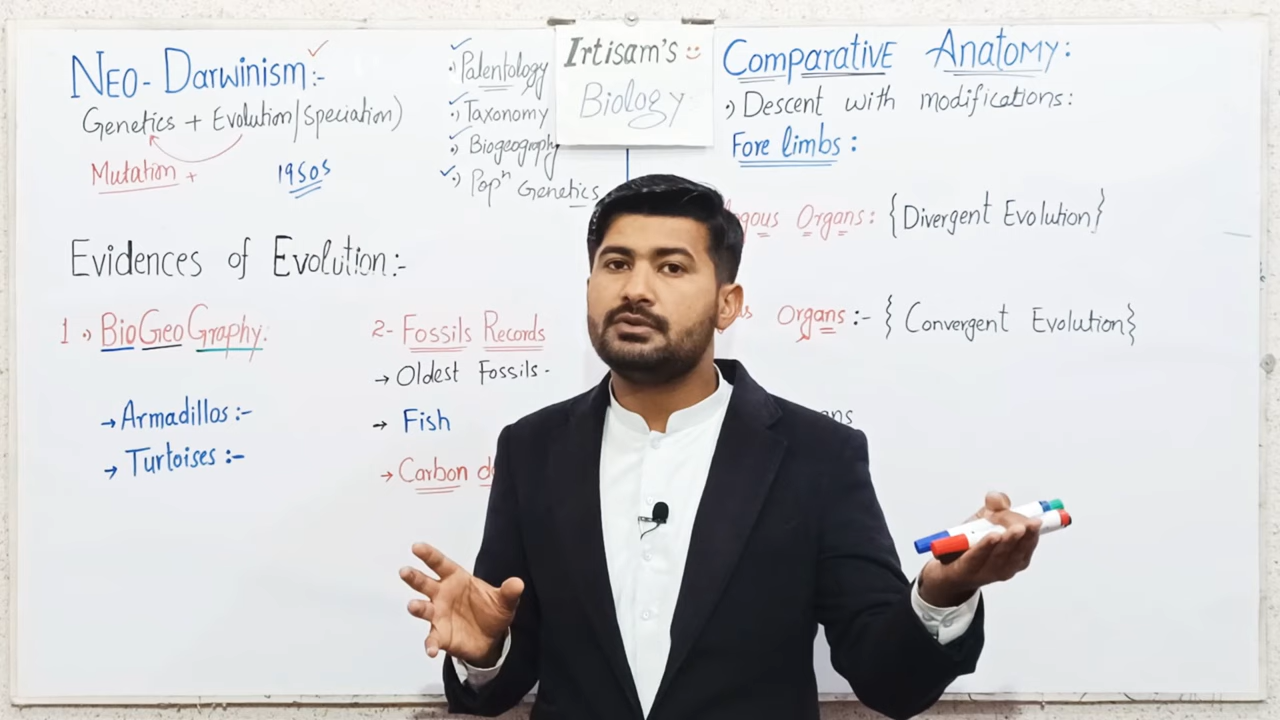 NEO-DARWINISM:-
Genetics + Evolution/Speciation)
Mutation +
1950s
.) Palentology
.) Taxonomy
.) Biogeography
.) Popⁿ Genetics
Evidences of Evolution:-
1.) BioGeoGraphy:
→ Armadillos:-
→ Turtoises:-
2- Fossils Records
→ Oldest Fossils-
→ Fish
→ Carbon
Irtisam's
Biology
COMPARATIVE ANATOMY:
.) Descent with modifications:
Fore limbs:
Organs: {Divergent Evolution}
Organs:- { Convergent Evolution}